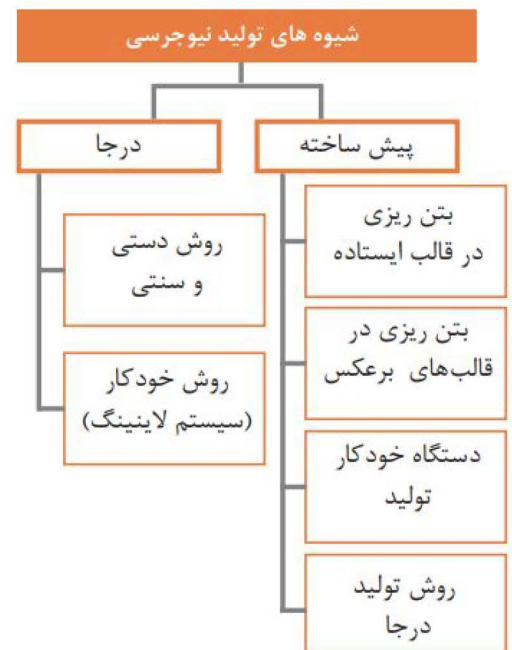 شیوه های تولید نیوجرسی
پیش ساخته
بتن ریزی
در قالب ایستاده
بتن ریزی در
قالب‌های برعکس
دستگاه خودکار
تولید
روش تولید
درجا
درجا
روش دستی
و سنتی
روش خودکار
(سیستم لاینینگ)